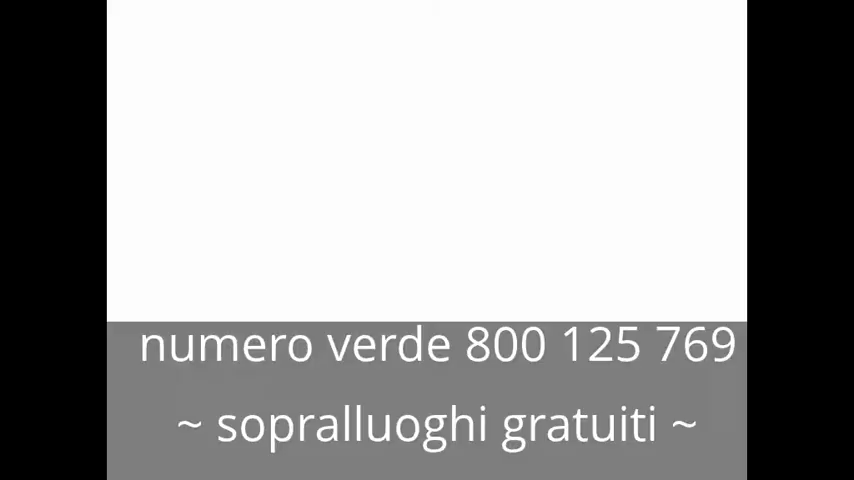 numero verde 800 125 769
~ sopralluoghi gratuiti ~